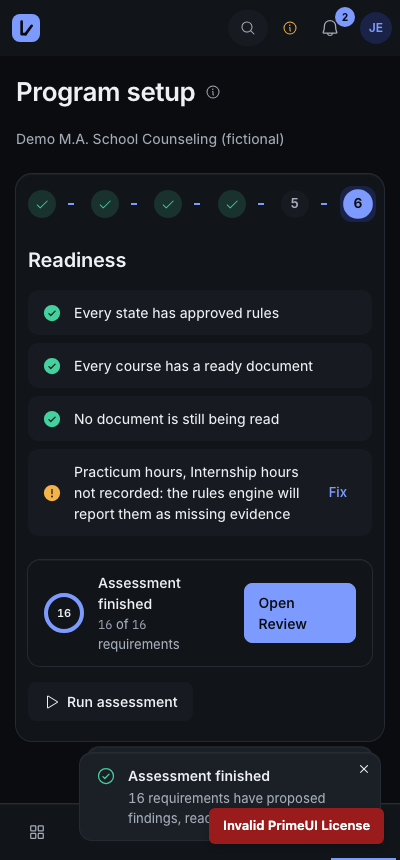 2
JE
Program setup
Demo M.A. School Counseling (fictional)
5
6
Readiness
Every state has approved rules
Every course has a ready document
No document is still being read
Practicum hours, Internship hours
not recorded: the rules engine will
report them as missing evidence
Fix
16
Assessment
finished
16 of 16
requirements
Open
Review
Run assessment
Assessment finished
16 requirements have proposed
findings,
Invalid PrimeUI License